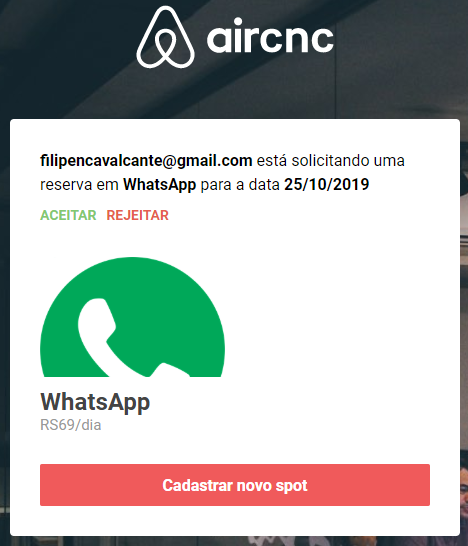 aircnc
filipencavalcante@gmail.com está solicitando uma
reserva em WhatsApp para a data 25/10/2019
ACEITAR REJEITAR
WhatsApp
RS69/dia
Cadastrar novo spot